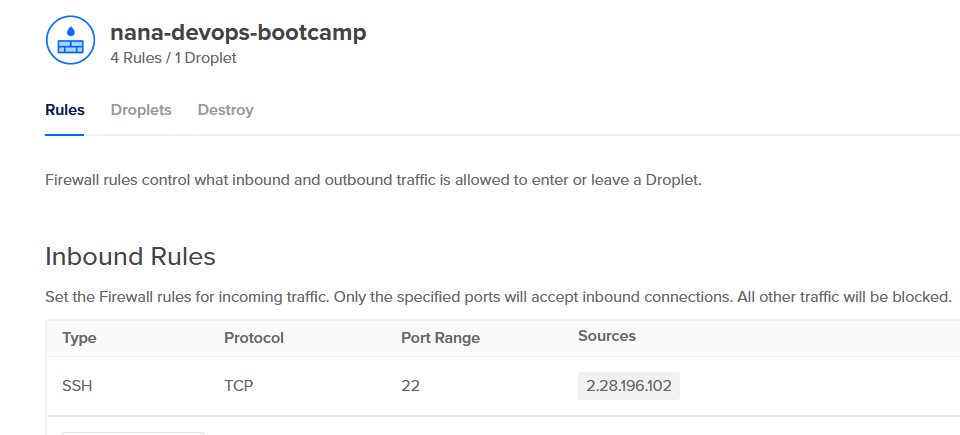 nana-devops-bootcamp
4 Rules / 1 Droplet
Rules Droplets Destroy
Firewall rules control what inbound and outbound traffic is allowed to enter or leave a Droplet.
Inbound Rules
Set the Firewall rules for incoming traffic. Only the specified ports will accept inbound connections. All other traffic will be blocked.
Type Protocol Port Range Sources
SSH TCP 22 2.28.196.102